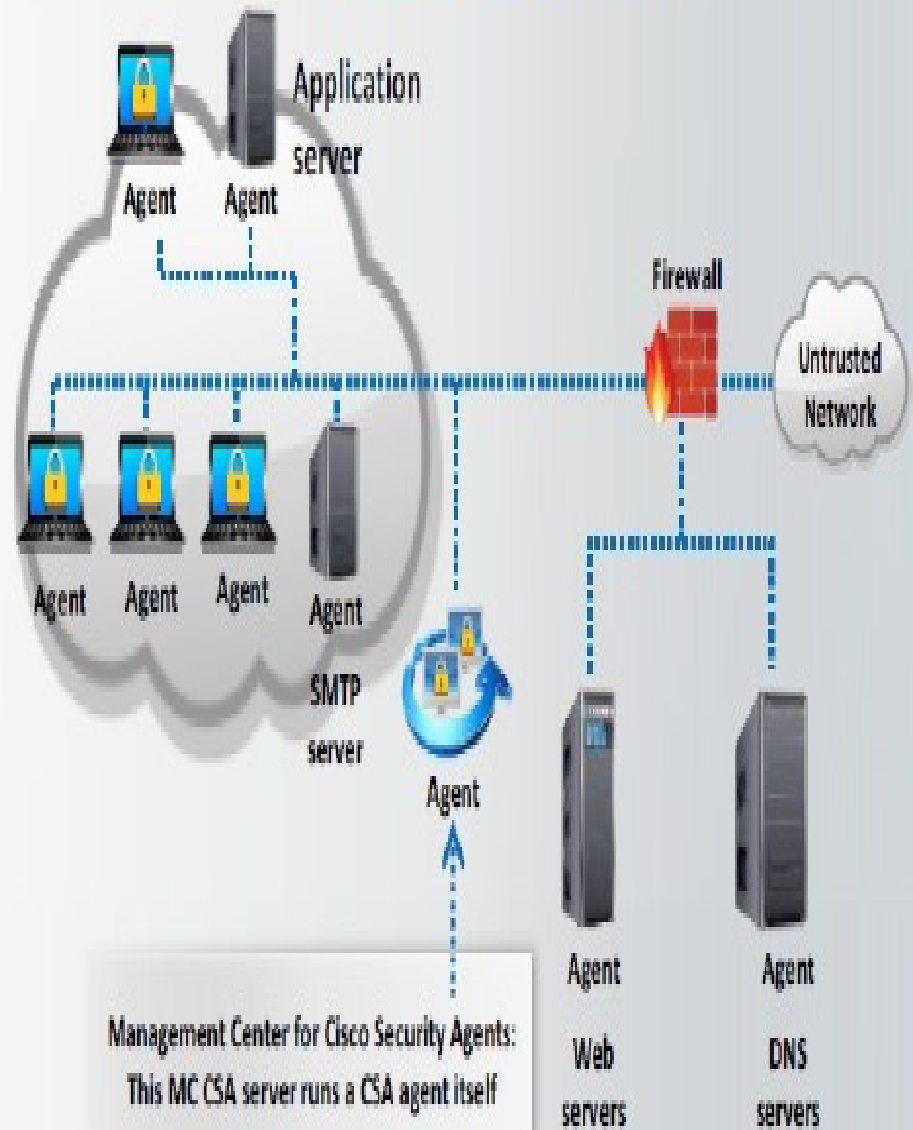 Application
server
Agent
Agent
Firewall
Untrusted
Network
Agent
Agent
Agent
Agent
SMTP
server
Agent
Agent
Web
servers
Agent
DNS
servers
Management Center for Cisco Security Agents:
This MC CSA server runs a CSA agent itself